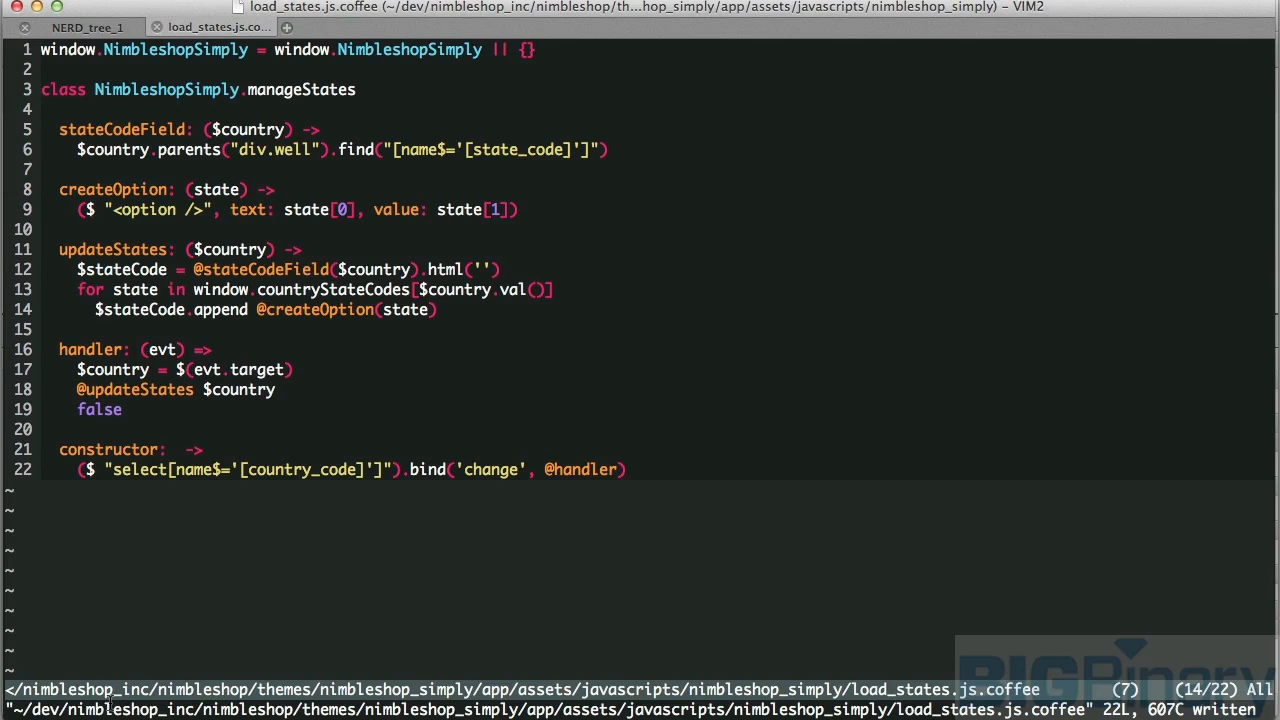 load_states.js.coffee (~/dev/nimbleshop_inc/nimbleshop/th...hop_simply/app/assets/javascripts/nimbleshop_simply) – VIM2
NERD_tree_1 load_states.js.co...
1 window.NimbleshopSimply = window.NimbleshopSimply || {}
2
3 class NimbleshopSimply.manageStates
4
5   stateCodeField: ($country) ->
6     $country.parents("div.well").find("[name$='[state_code]']")
7
8   createOption: (state) ->
9     ($ "<option />", text: state[0], value: state[1])
10
11   updateStates: ($country) ->
12     $stateCode = @stateCodeField($country).html('')
13     for state in window.countryStateCodes[$country.val()]
14       $stateCode.append @createOption(state)
15
16   handler: (evt) =>
17     $country = $(evt.target)
18     @updateStates $country
19     false
20
21   constructor:  ->
22     ($ "select[name$='[country_code]']").bind('change', @handler)
~
~
~
~
~
~
~
~
~
~
BIGBinary
</nimbleshop_inc/nimbleshop/themes/nimbleshop_simply/app/assets/javascripts/nimbleshop_simply/load_states.js.coffee (7) (14/22) All
"~/dev/nimbleshop_inc/nimbleshop/themes/nimbleshop_simply/app/assets/javascripts/nimbleshop_simply/load_states.js.coffee" 22L, 607C written